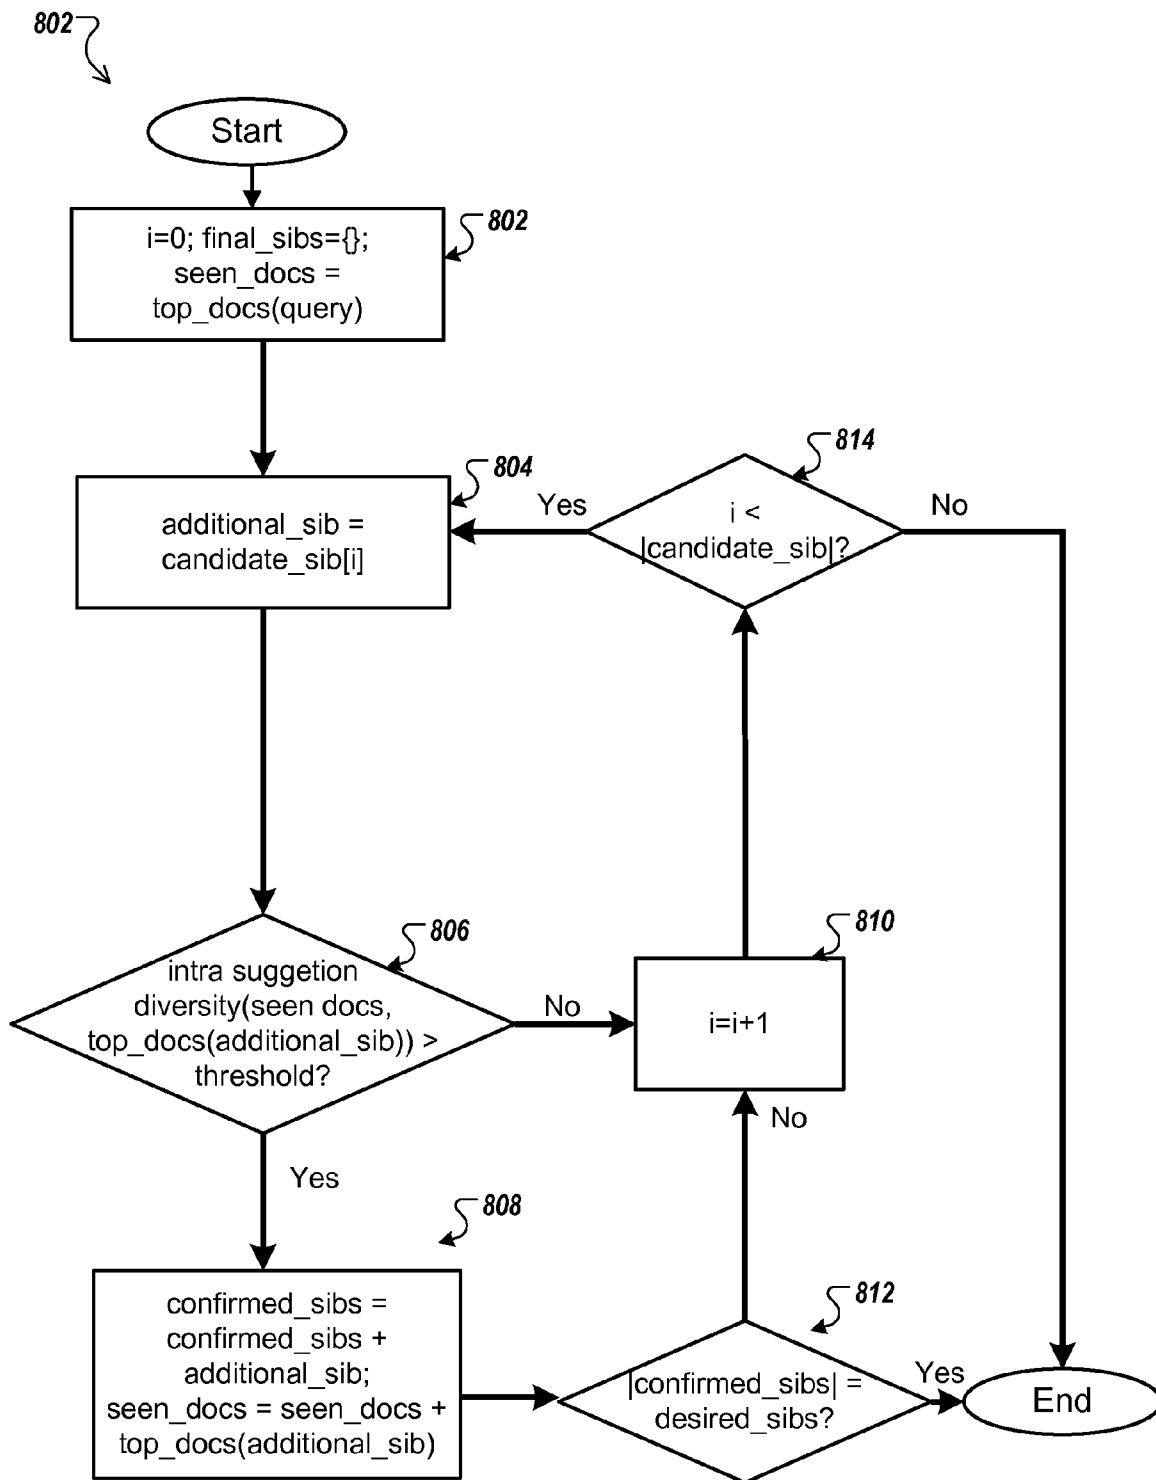 802
Start
802
i=0; final_sibs={};
seen_docs =
top_docs(query)
814
804
Yes
No
i <
|candidate_sib|?
additional_sib =
candidate_sib[i]
806
810
intra suggetion
diversity(seen docs,
top_docs(additional_sib)) >
threshold?
No
i=i+1
No
Yes
808
812
confirmed_sibs =
confirmed_sibs +
additional_sib;
seen_docs = seen_docs +
top_docs(additional_sib)
|confirmed_sibs| =
desired_sibs?
Yes
End